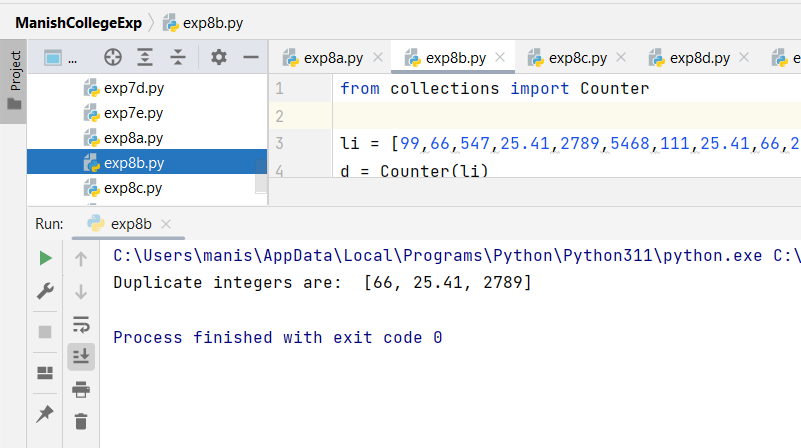 ManishCollegeExp
exp8b.py
Project
...
exp7d.py
exp7e.py
exp8a.py
exp8b.py
exp8c.py
exp8a.py
exp8b.py
exp8c.py
exp8d.py
e
1 from collections import Counter
2
3 li = [99,66,547,25.41,2789,5468,111,25.41,66,2
4 d = Counter(li)
Run: exp8b
C:\Users\manis\AppData\Local\Programs\Python\Python311\python.exe C:\
Duplicate integers are:  [66, 25.41, 2789]
Process finished with exit code 0